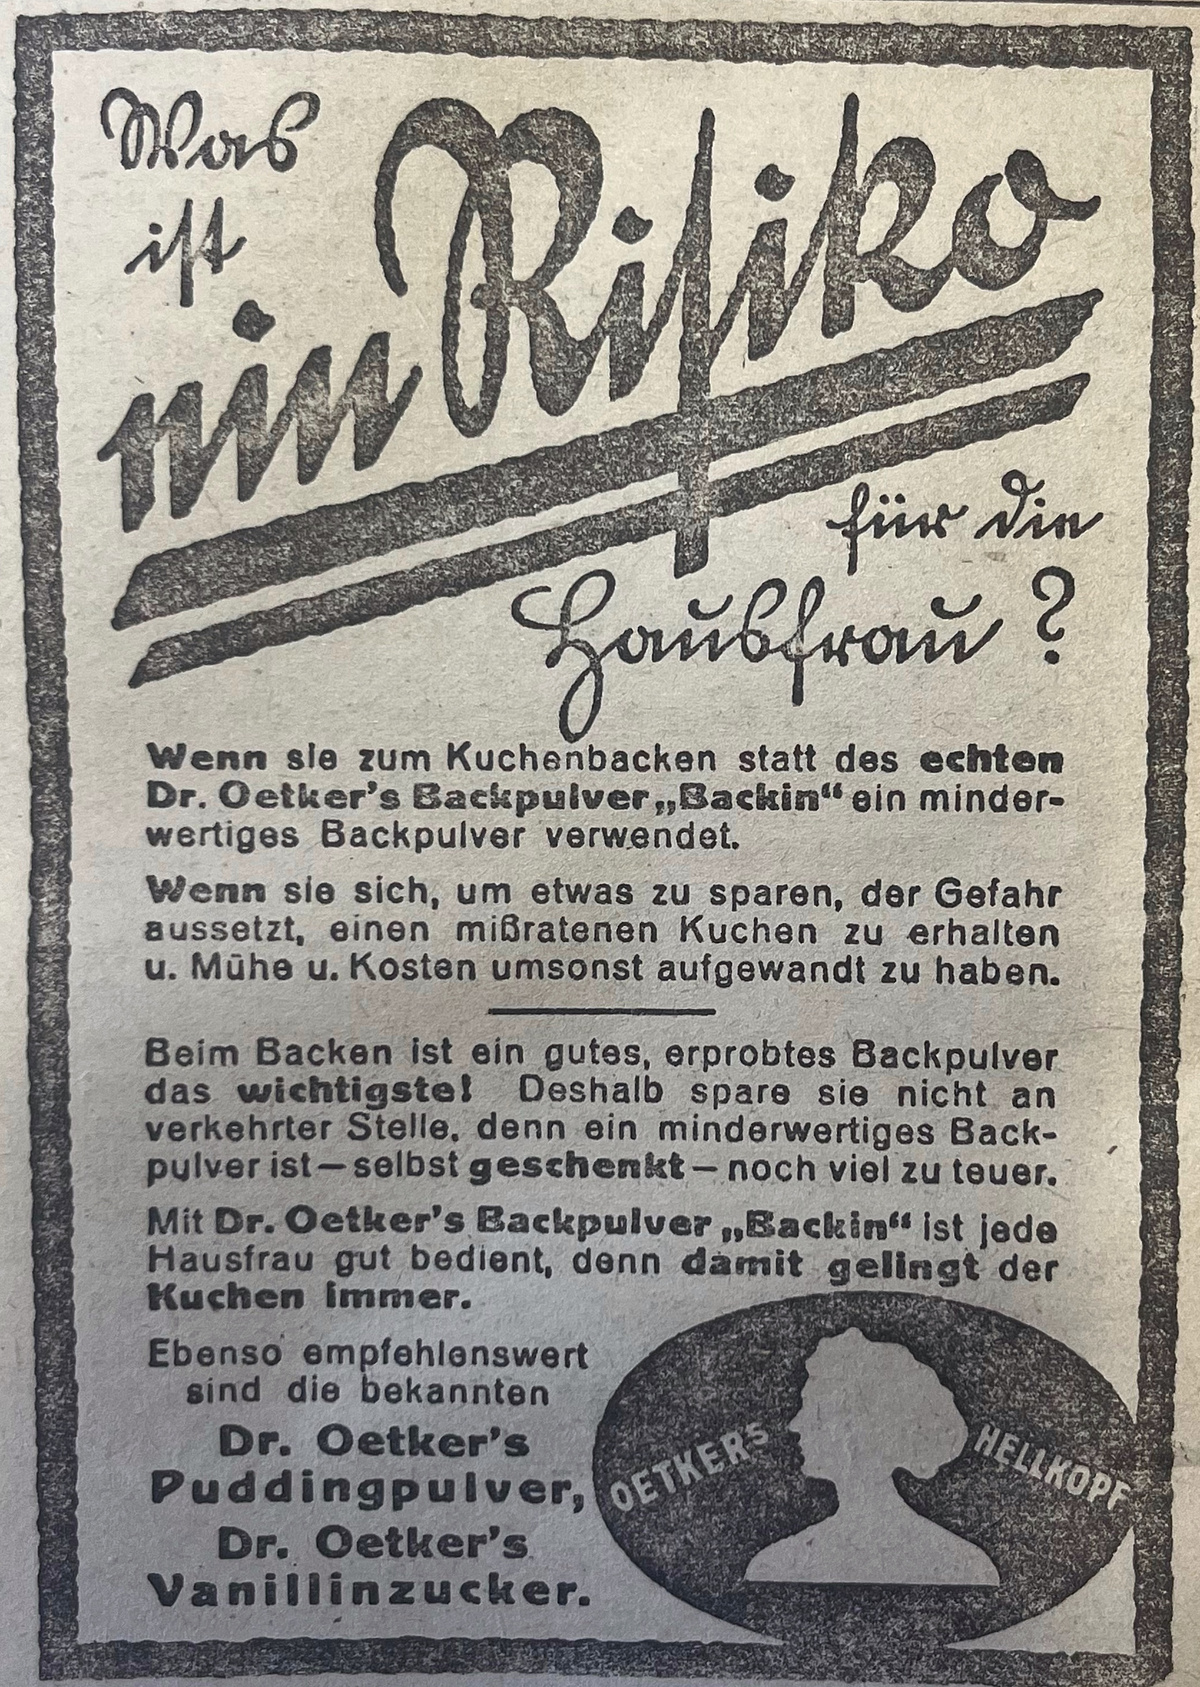 Was
ist
ein Risiko
für die
Hausfrau?
Wenn sie zum Kuchenbacken statt des echten
Dr. Oetker's Backpulver „Backin“ ein minder-
wertiges Backpulver verwendet.
Wenn sie sich, um etwas zu sparen, der Gefahr
aussetzt, einen mißratenen Kuchen zu erhalten
u. Mühe u. Kosten umsonst aufgewandt zu haben.
Beim Backen ist ein gutes, erprobtes Backpulver
das wichtigste! Deshalb spare sie nicht an
verkehrter Stelle, denn ein minderwertiges Back-
pulver ist — selbst geschenkt — noch viel zu teuer.
Mit Dr. Oetker's Backpulver „Backin“ ist jede
Hausfrau gut bedient, denn damit gelingt der
Kuchen immer.
Ebenso empfehlenswert
sind die bekannten
Dr. Oetker's
Puddingpulver,
Dr. Oetker's
Vanillinzucker.
OETKERS HELLKOPF